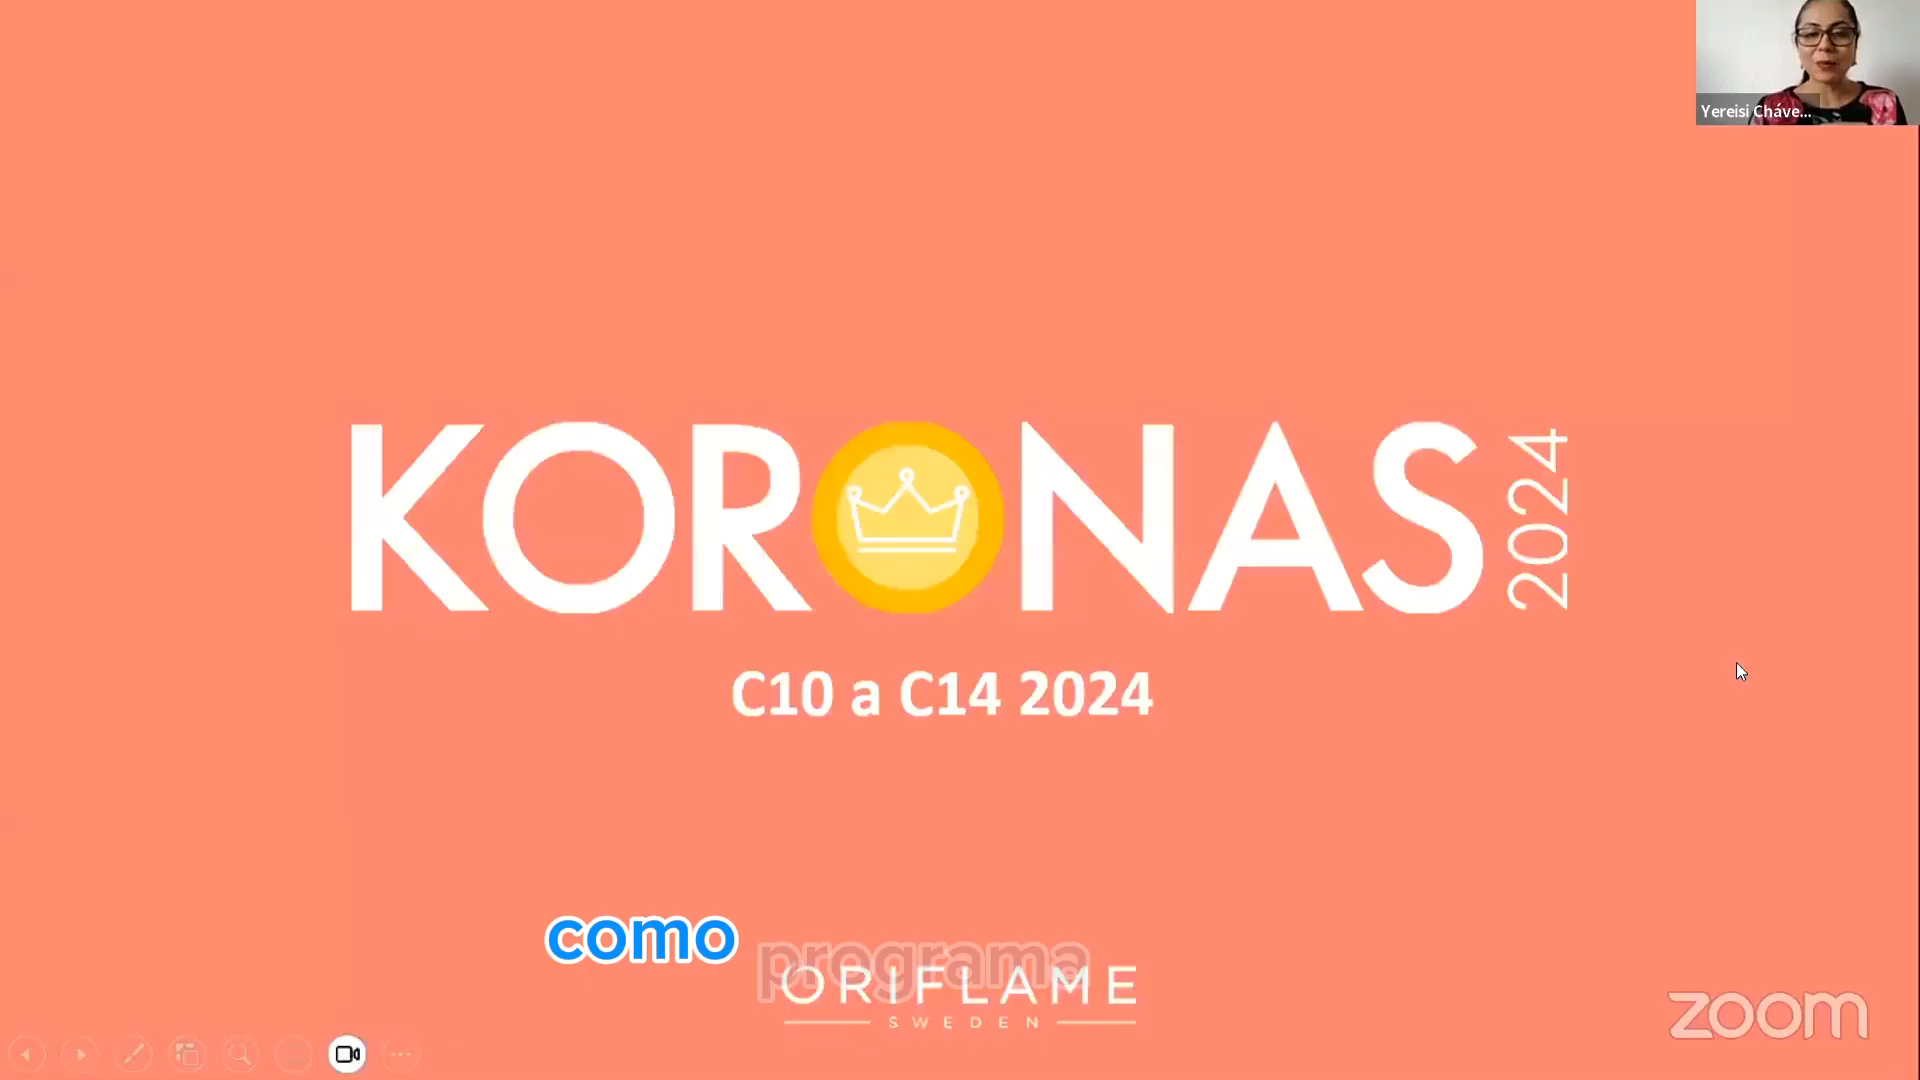 Yereisi Cháve...
KORONAS 2024
C10 a C14 2024
como programa
ORIFLAME
SWEDEN
zoom